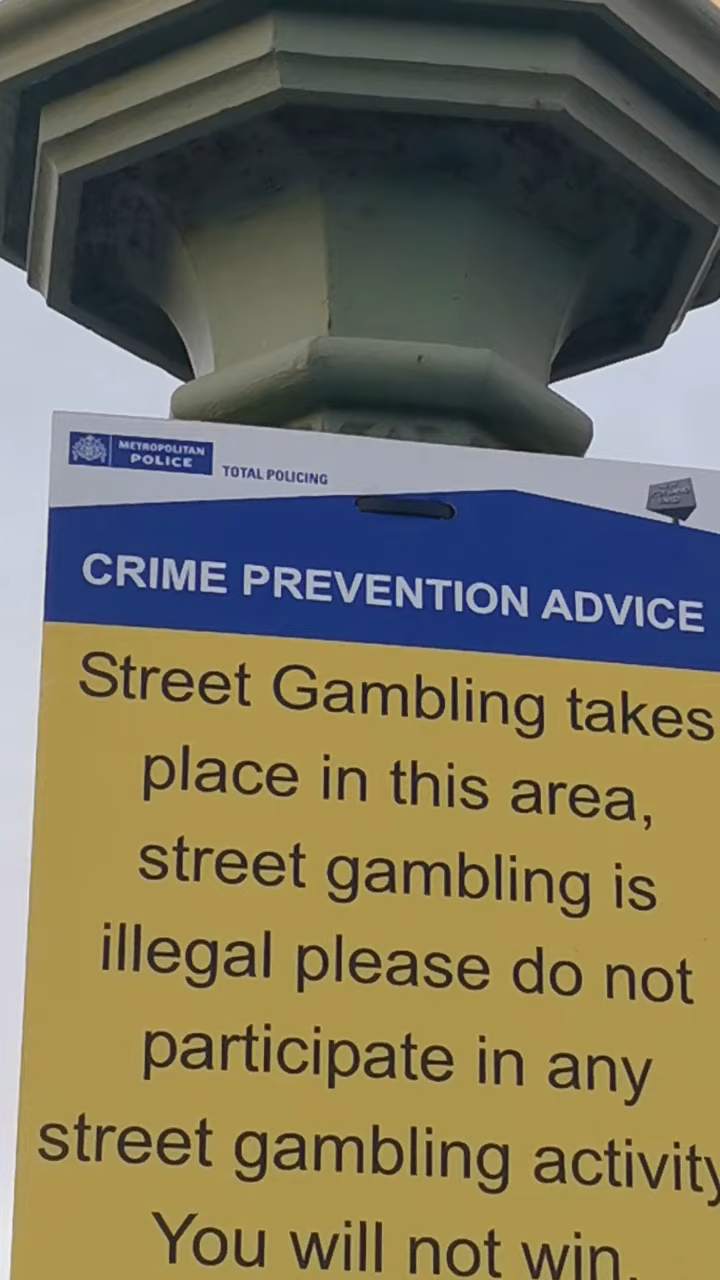 METROPOLITAN
POLICE
TOTAL POLICING
CRIME PREVENTION ADVICE
Street Gambling takes
place in this area,
street gambling is
illegal please do not
participate in any
street gambling activity
You will not win.